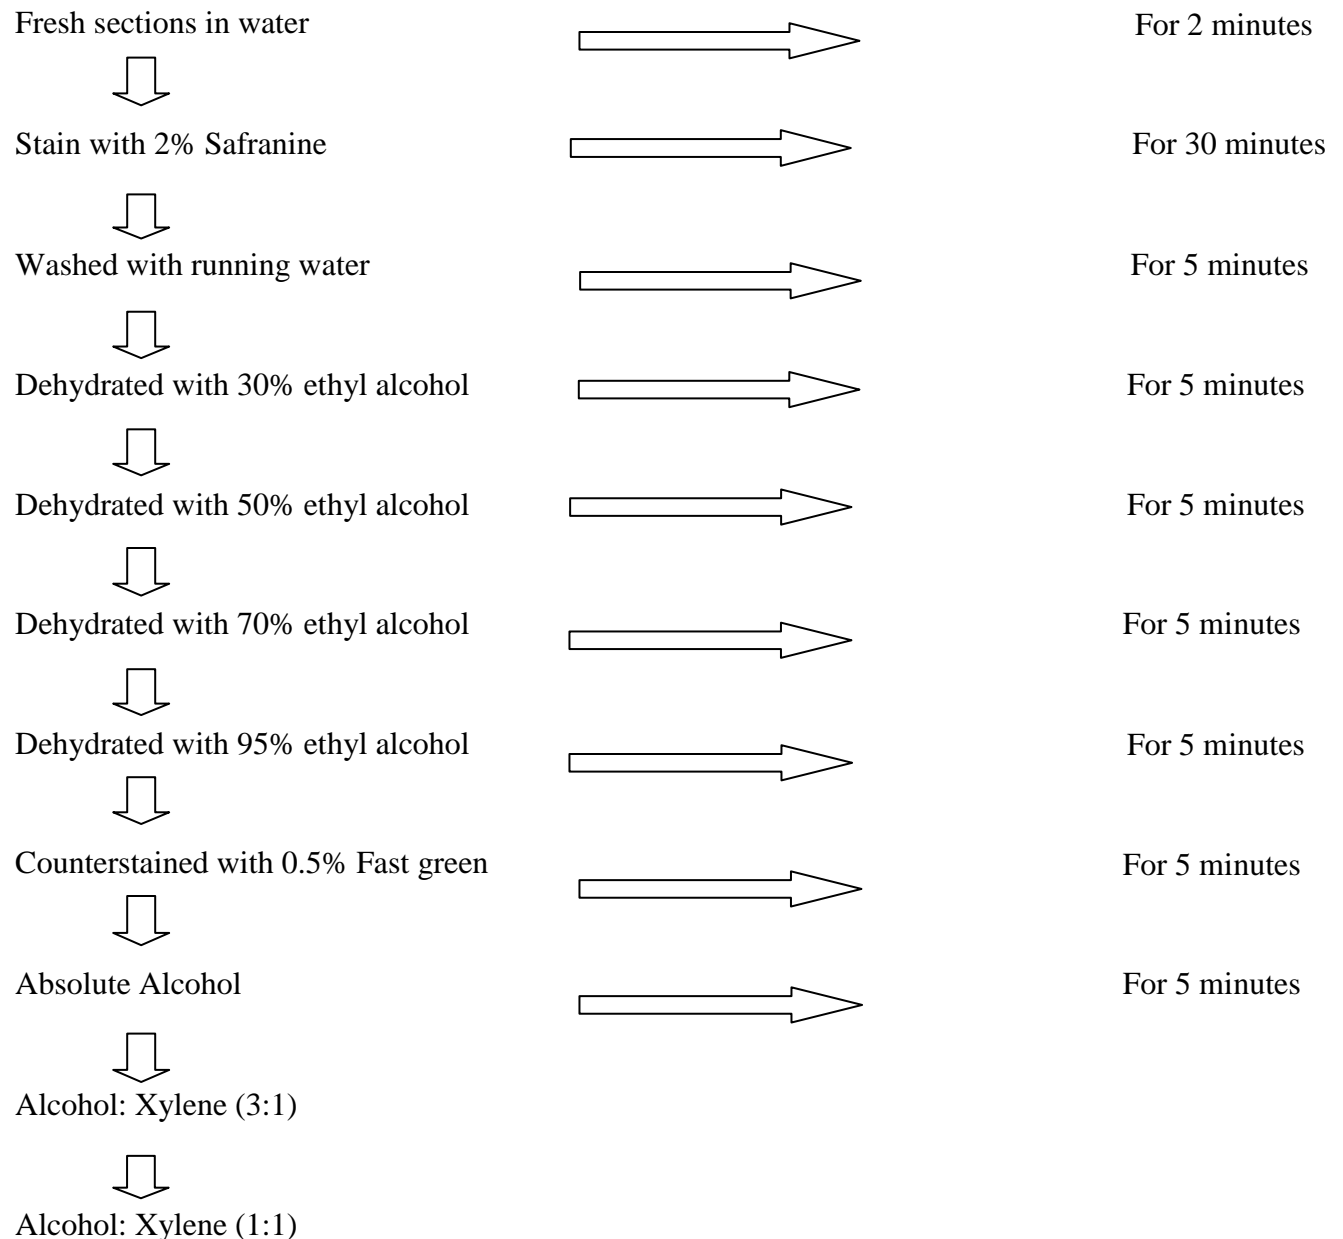 Fresh sections in water For 2 minutes
Stain with 2% Safranine For 30 minutes
Washed with running water For 5 minutes
Dehydrated with 30% ethyl alcohol For 5 minutes
Dehydrated with 50% ethyl alcohol For 5 minutes
Dehydrated with 70% ethyl alcohol For 5 minutes
Dehydrated with 95% ethyl alcohol For 5 minutes
Counterstained with 0.5% Fast green For 5 minutes
Absolute Alcohol For 5 minutes
Alcohol: Xylene (3:1)
Alcohol: Xylene (1:1)